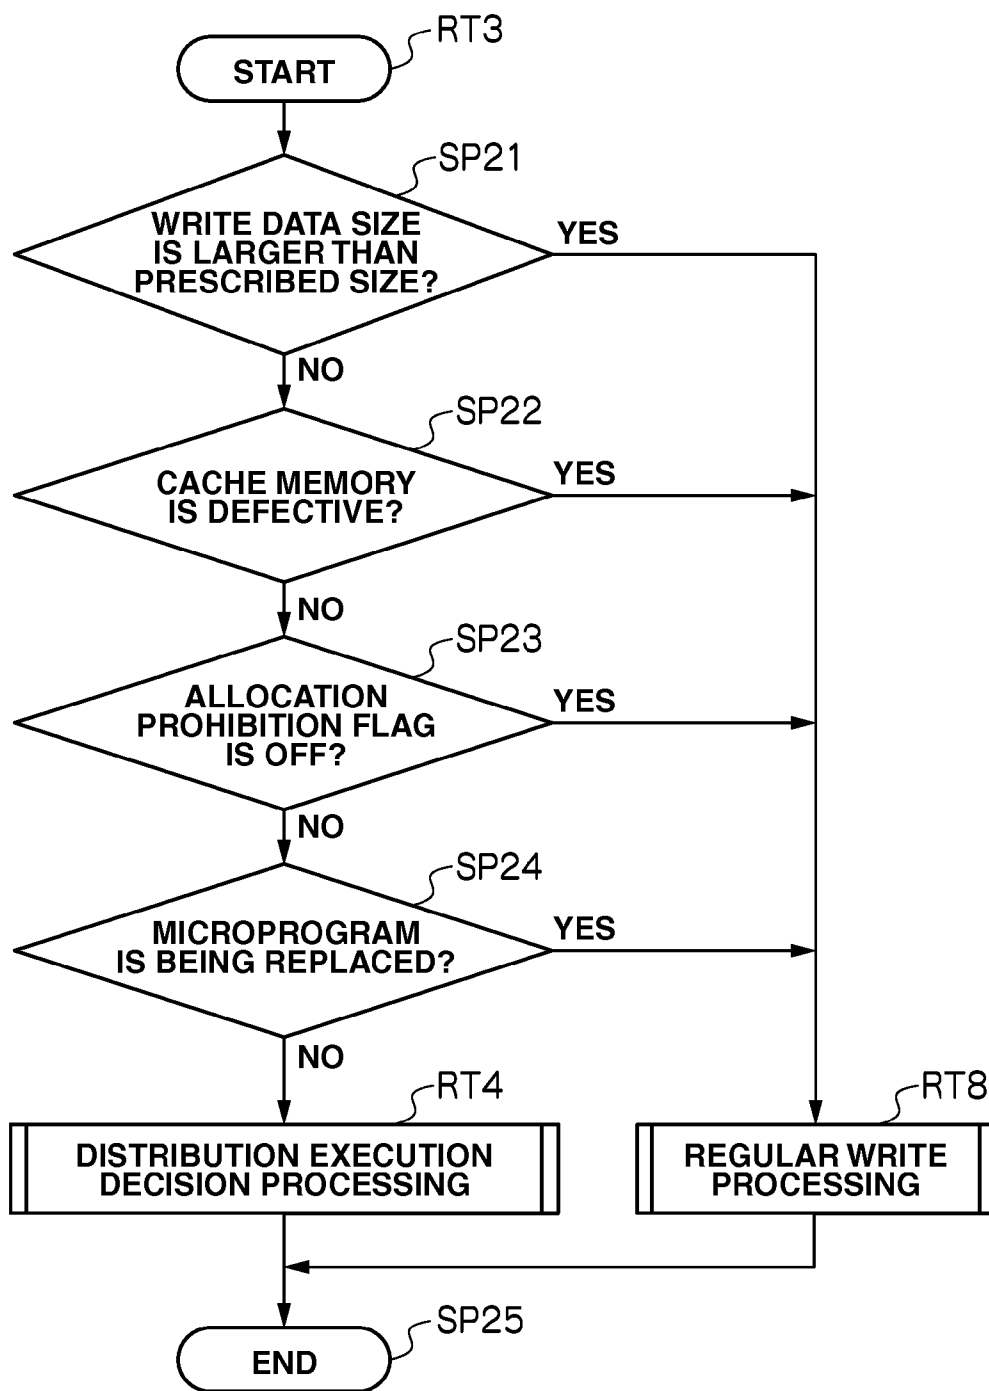 RT3
START
SP21
WRITE DATA SIZE
IS LARGER THAN
PRESCRIBED SIZE?
YES
NO
SP22
CACHE MEMORY
IS DEFECTIVE?
YES
NO
SP23
ALLOCATION
PROHIBITION FLAG
IS OFF?
YES
NO
SP24
MICROPROGRAM
IS BEING REPLACED?
YES
NO
RT4
DISTRIBUTION EXECUTION
DECISION PROCESSING
RT8
REGULAR WRITE
PROCESSING
SP25
END